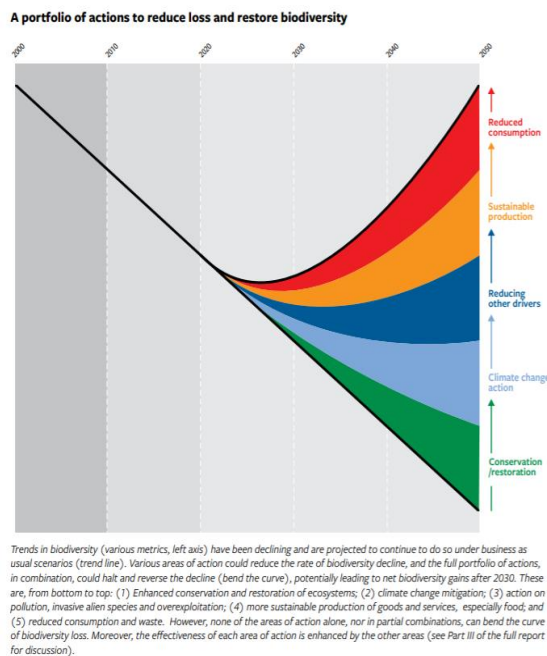 A portfolio of actions to reduce loss and restore biodiversity
2000
2010
2020
2030
2040
2050
Reduced
consumption
Sustainable
production
Reducing
other drivers
Climate change
action
Conservation
/restoration
Trends in biodiversity (various metrics, left axis) have been declining and are projected to continue to do so under business as
usual scenarios (trend line). Various areas of action could reduce the rate of biodiversity decline, and the full portfolio of actions,
in combination, could halt and reverse the decline (bend the curve), potentially leading to net biodiversity gains after 2030. These
are, from bottom to top: (1) Enhanced conservation and restoration of ecosystems; (2) climate change mitigation; (3) action on
pollution, invasive alien species and overexploitation; (4) more sustainable production of goods and services, especially food; and
(5) reduced consumption and waste. However, none of the areas of action alone, nor in partial combinations, can bend the curve
of biodiversity loss. Moreover, the effectiveness of each area of action is enhanced by the other areas (see Part III of the full report
for discussion).